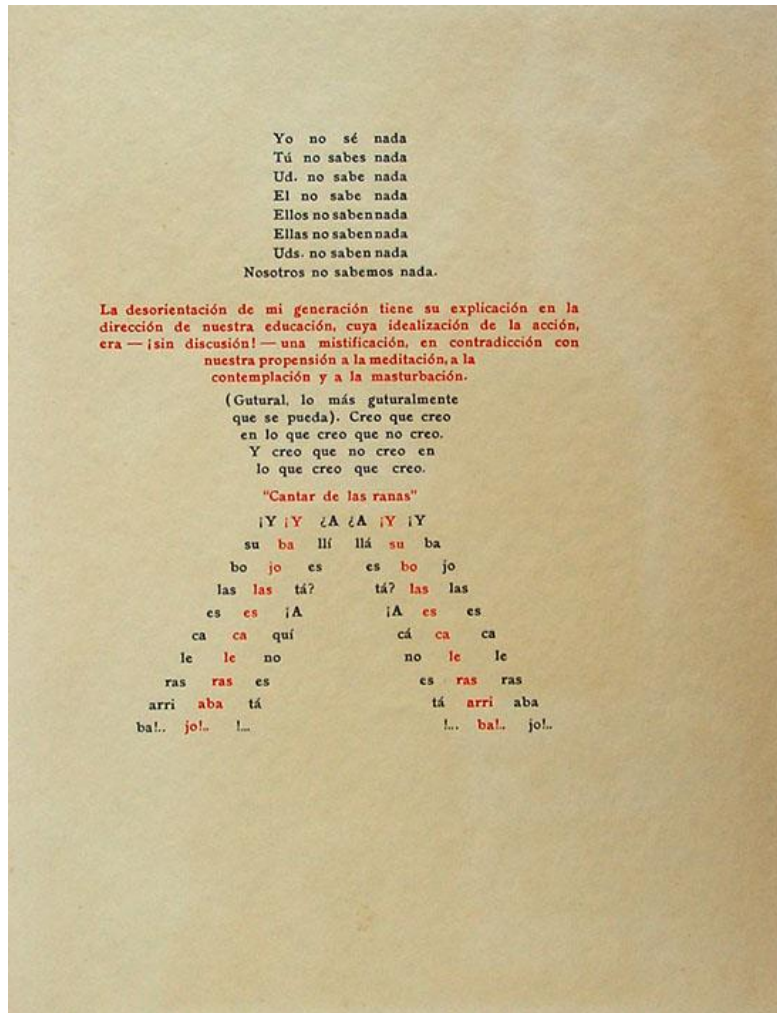 Yo no sé nada
Tú no sabes nada
Ud. no sabe nada
El no sabe nada
Ellos no saben nada
Ellas no saben nada
Uds. no saben nada
Nosotros no sabemos nada.
La desorientación de mi generación tiene su explicación en la
dirección de nuestra educación, cuya idealización de la acción,
era — ¡sin discusión! — una mistificación, en contradicción con
nuestra propensión a la meditación, a la
contemplación y a la masturbación.
(Gutural, lo más guturalmente
que se pueda). Creo que creo
en lo que creo que no creo.
Y creo que no creo en
lo que creo que creo.
"Cantar de las ranas"
¡Y ¡Y ¿A ¿A ¡Y ¡Y
su ba llí llá su ba
bo jo es es bo jo
las las tá? tá? las las
es es ¡A ¡A es es
ca ca quí cá ca ca
le le no no le le
ras ras es es ras ras
arri aba tá tá arri aba
ba!.. jo!.. !... !... ba!.. jo!..